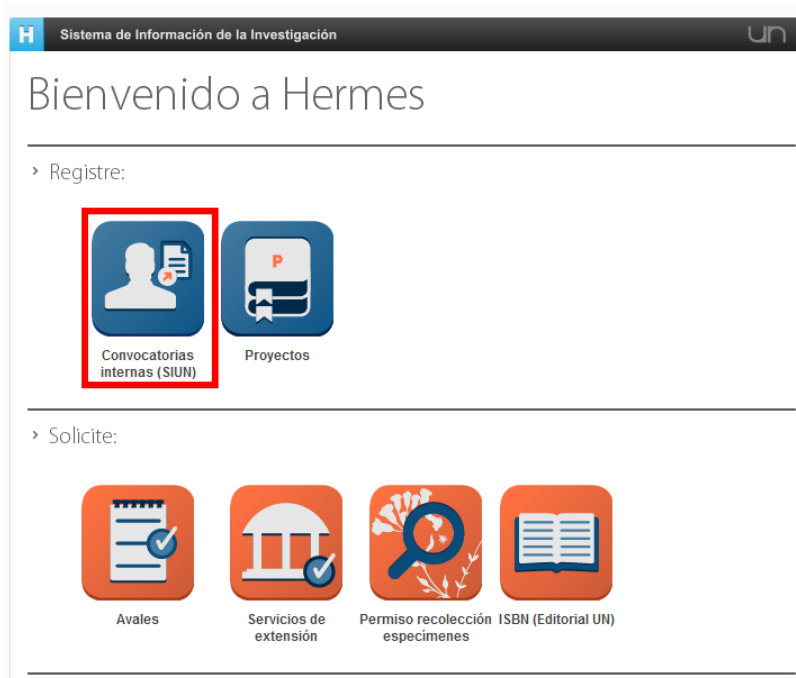 H Sistema de Información de la Investigación un
Bienvenido a Hermes
› Registre:
P
Convocatorias
internas (SIUN)
Proyectos
› Solicite:
Avales
Servicios de
extensión
Permiso recolección
especímenes
ISBN (Editorial UN)